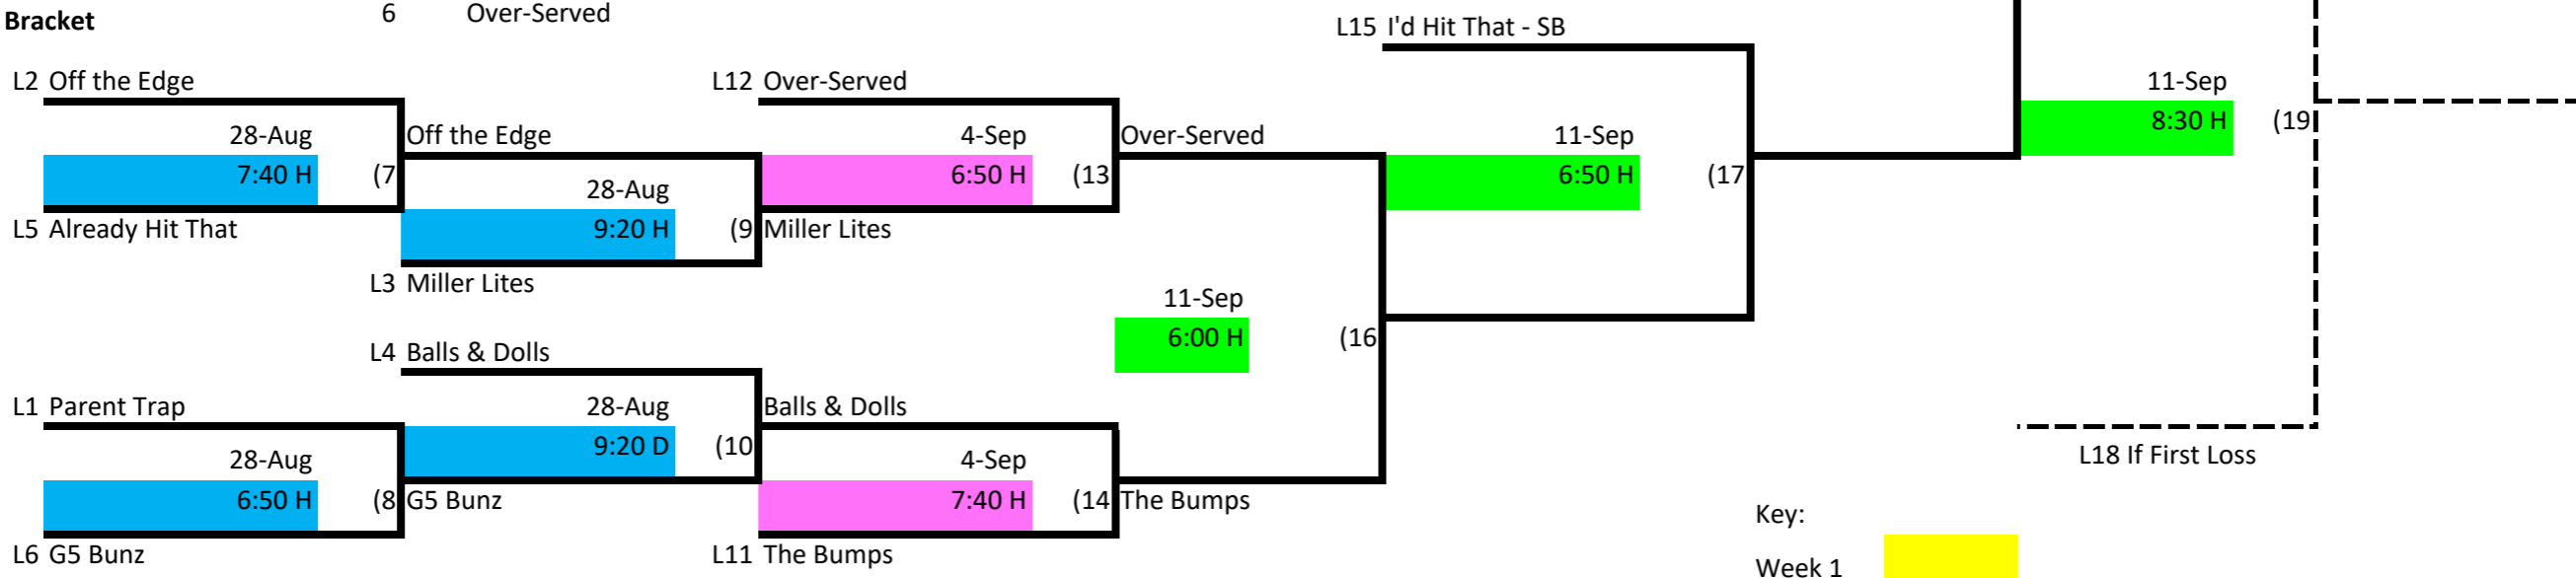 6 Over-Served
Bracket
L15 I'd Hit That - SB
L2 Off the Edge
L12 Over-Served
11-Sep
28-Aug
Off the Edge
4-Sep
Over-Served
11-Sep
8:30 H (19
7:40 H (7
28-Aug
6:50 H (13
6:50 H (17
L5 Already Hit That
9:20 H (9
Miller Lites
L3 Miller Lites
11-Sep
6:00 H (16
L4 Balls & Dolls
L1 Parent Trap
28-Aug
Balls & Dolls
28-Aug
9:20 D (10
4-Sep
L18 If First Loss
6:50 H (8
G5 Bunz
7:40 H (14
The Bumps
Key:
L6 G5 Bunz
L11 The Bumps
Week 1